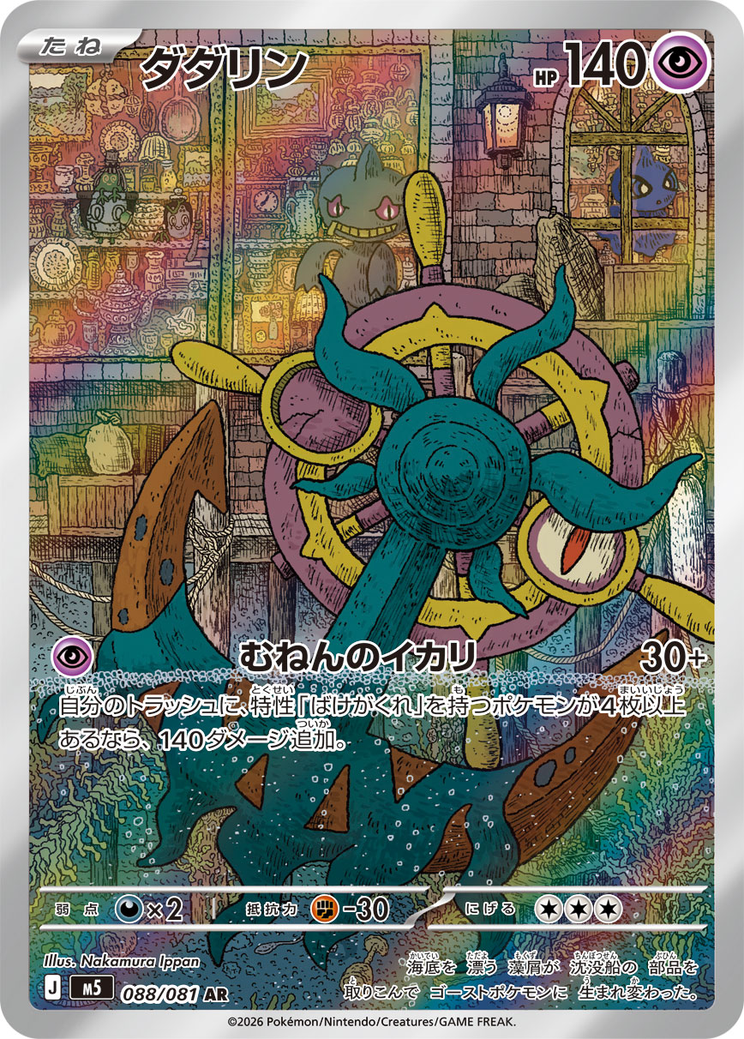 たね
ダダリン
HP 140
むねんのイカリ 30+
自分のトラッシュに、特性「ばけがくれ」を持つポケモンが4枚以上
あるなら、140ダメージ追加。
弱点 ×2 抵抗力 -30 にげる
Illus. Nakamura Ippan
海底を 漂う 藻屑が 沈没船の 部品を
取りこんで ゴーストポケモンに 生まれ変わった。
J M5 088/081 AR
©2026 Pokémon/Nintendo/Creatures/GAME FREAK.